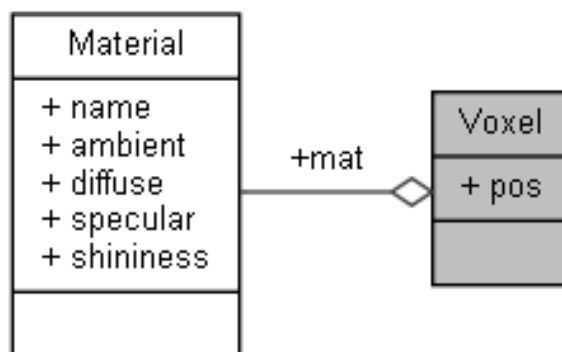 Material
+ name
+ ambient
+ diffuse
+ specular
+ shininess
+mat
Voxel
+ pos